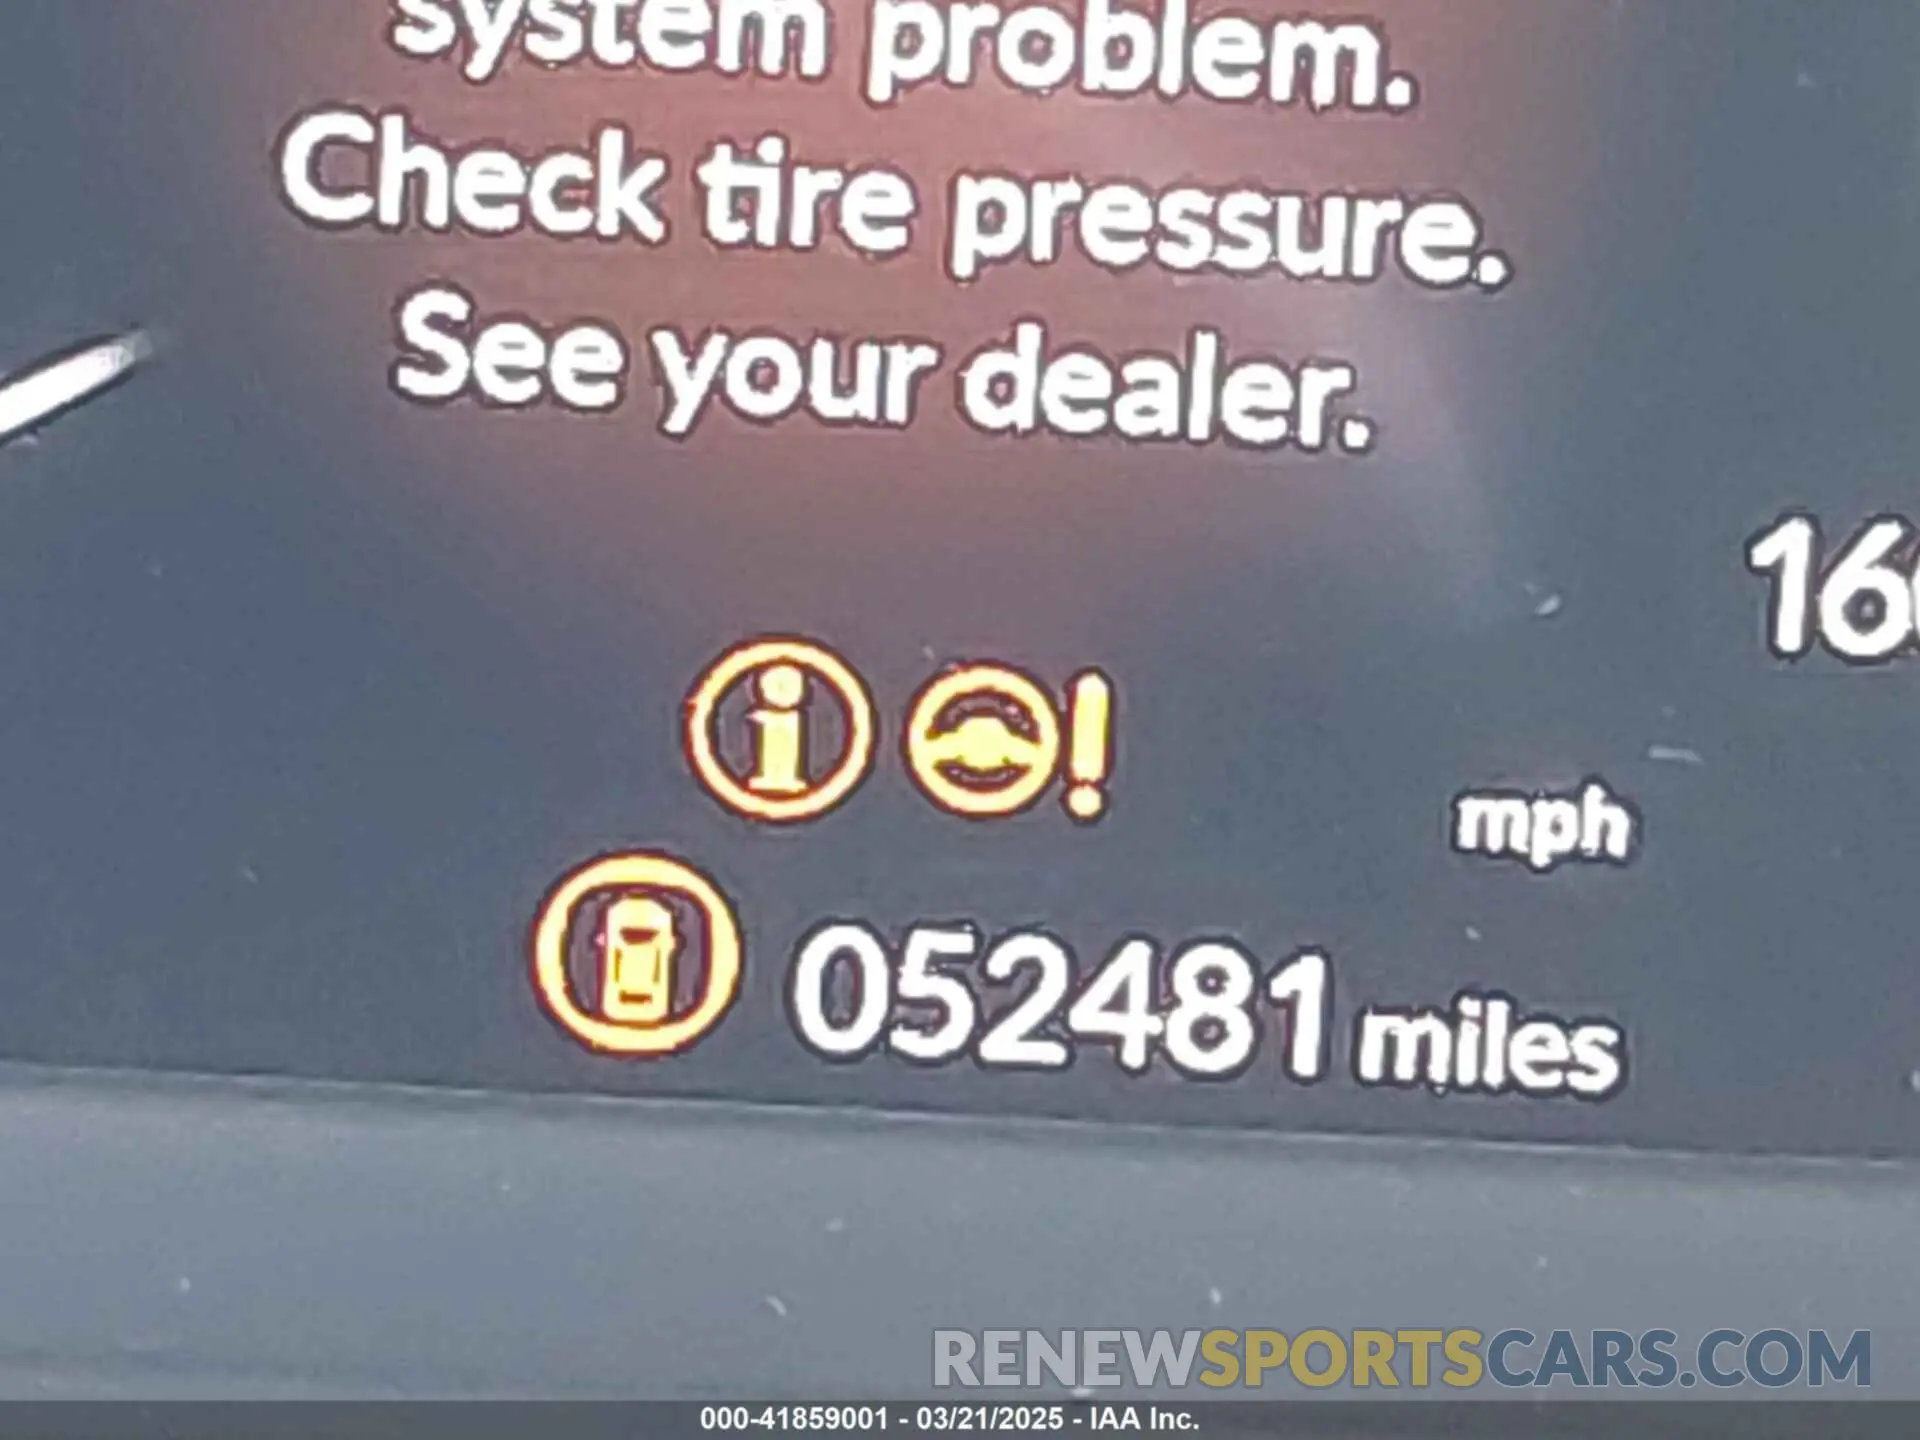 system problem.
Check tire pressure.
See your dealer.
mph
052481 miles
RENEWSPORTSCARS.COM
000-41859001 - 03/21/2025 - IAA Inc.